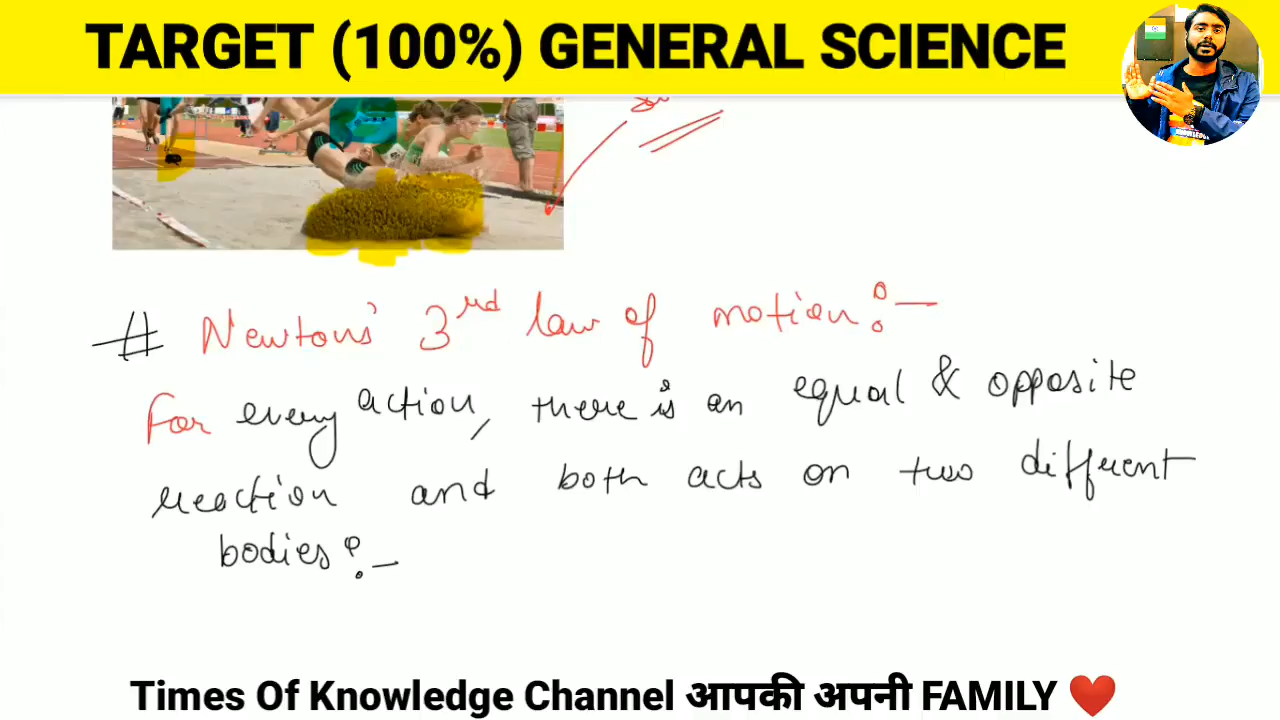 TARGET (100%) GENERAL SCIENCE
# Newtons' 3rd law of motion :-
For every action, there is an equal & opposite
reaction and both acts on two different
bodies :-
Times Of Knowledge Channel आपकी अपनी FAMILY ❤️